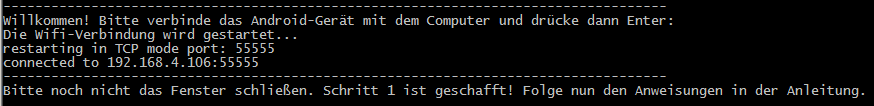 --------------------------------------------------------------------------------
Willkommen! Bitte verbinde das Android-Gerät mit dem Computer und drücke dann Enter:
Die Wifi-Verbindung wird gestartet...
restarting in TCP mode port: 55555
connected to 192.168.4.106:55555
--------------------------------------------------------------------------------
Bitte noch nicht das Fenster schließen. Schritt 1 ist geschafft! Folge nun den Anweisungen in der Anleitung.